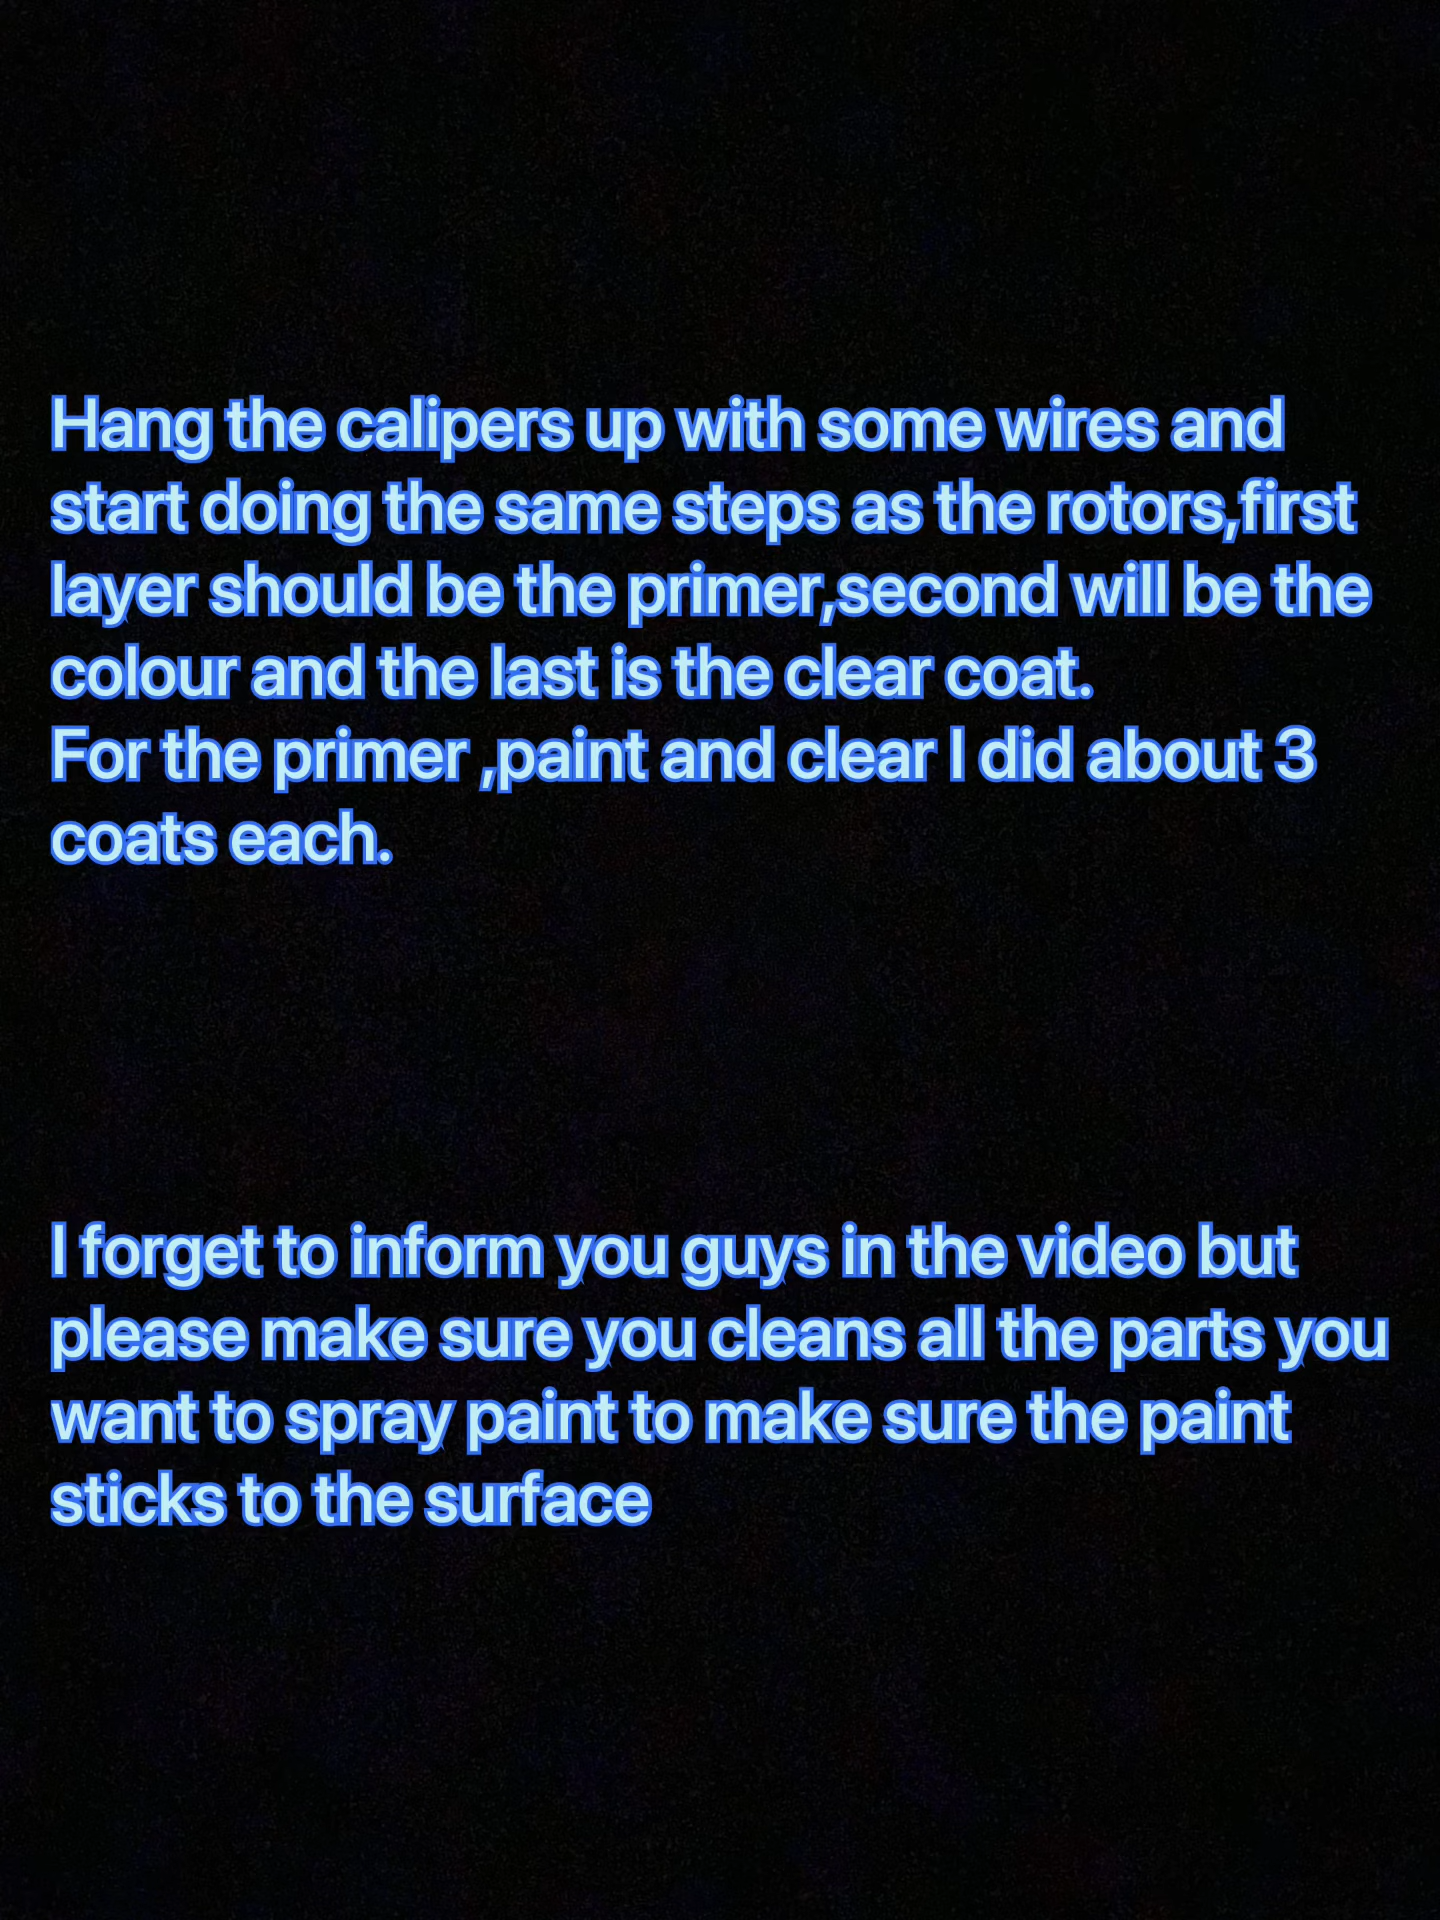 Hang the calipers up with some wires and
start doing the same steps as the rotors,first
layer should be the primer,second will be the
colour and the last is the clear coat.
For the primer ,paint and clear I did about 3
coats each.
I forget to inform you guys in the video but
please make sure you cleans all the parts you
want to spray paint to make sure the paint
sticks to the surface